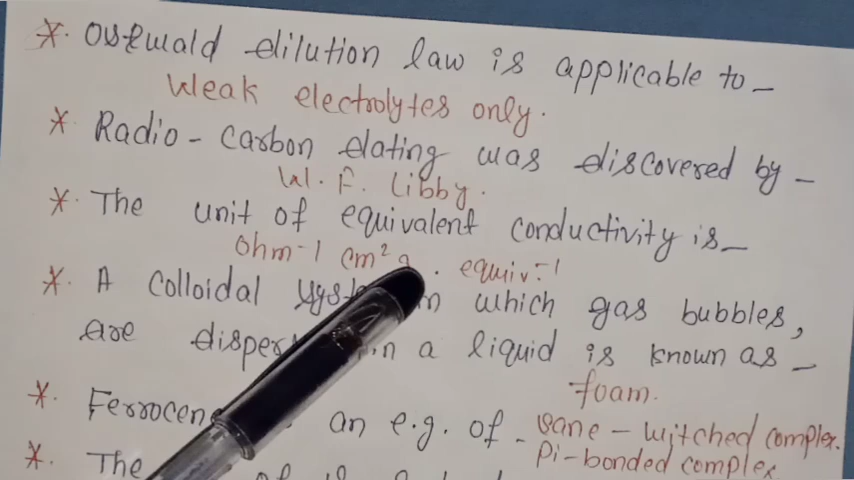 * Ostwald dilution law is applicable to –
Weak electrolytes only.
* Radio - carbon dating was discovered by –
W. F. Libby.
* The unit of equivalent conductivity is –
ohm-1 cm² g. equiv.-1
* A colloidal in which gas bubbles,
are in a liquid is known as –
foam.
* an e.g. of - sane - witched complex.
Pi-bonded complex
* The